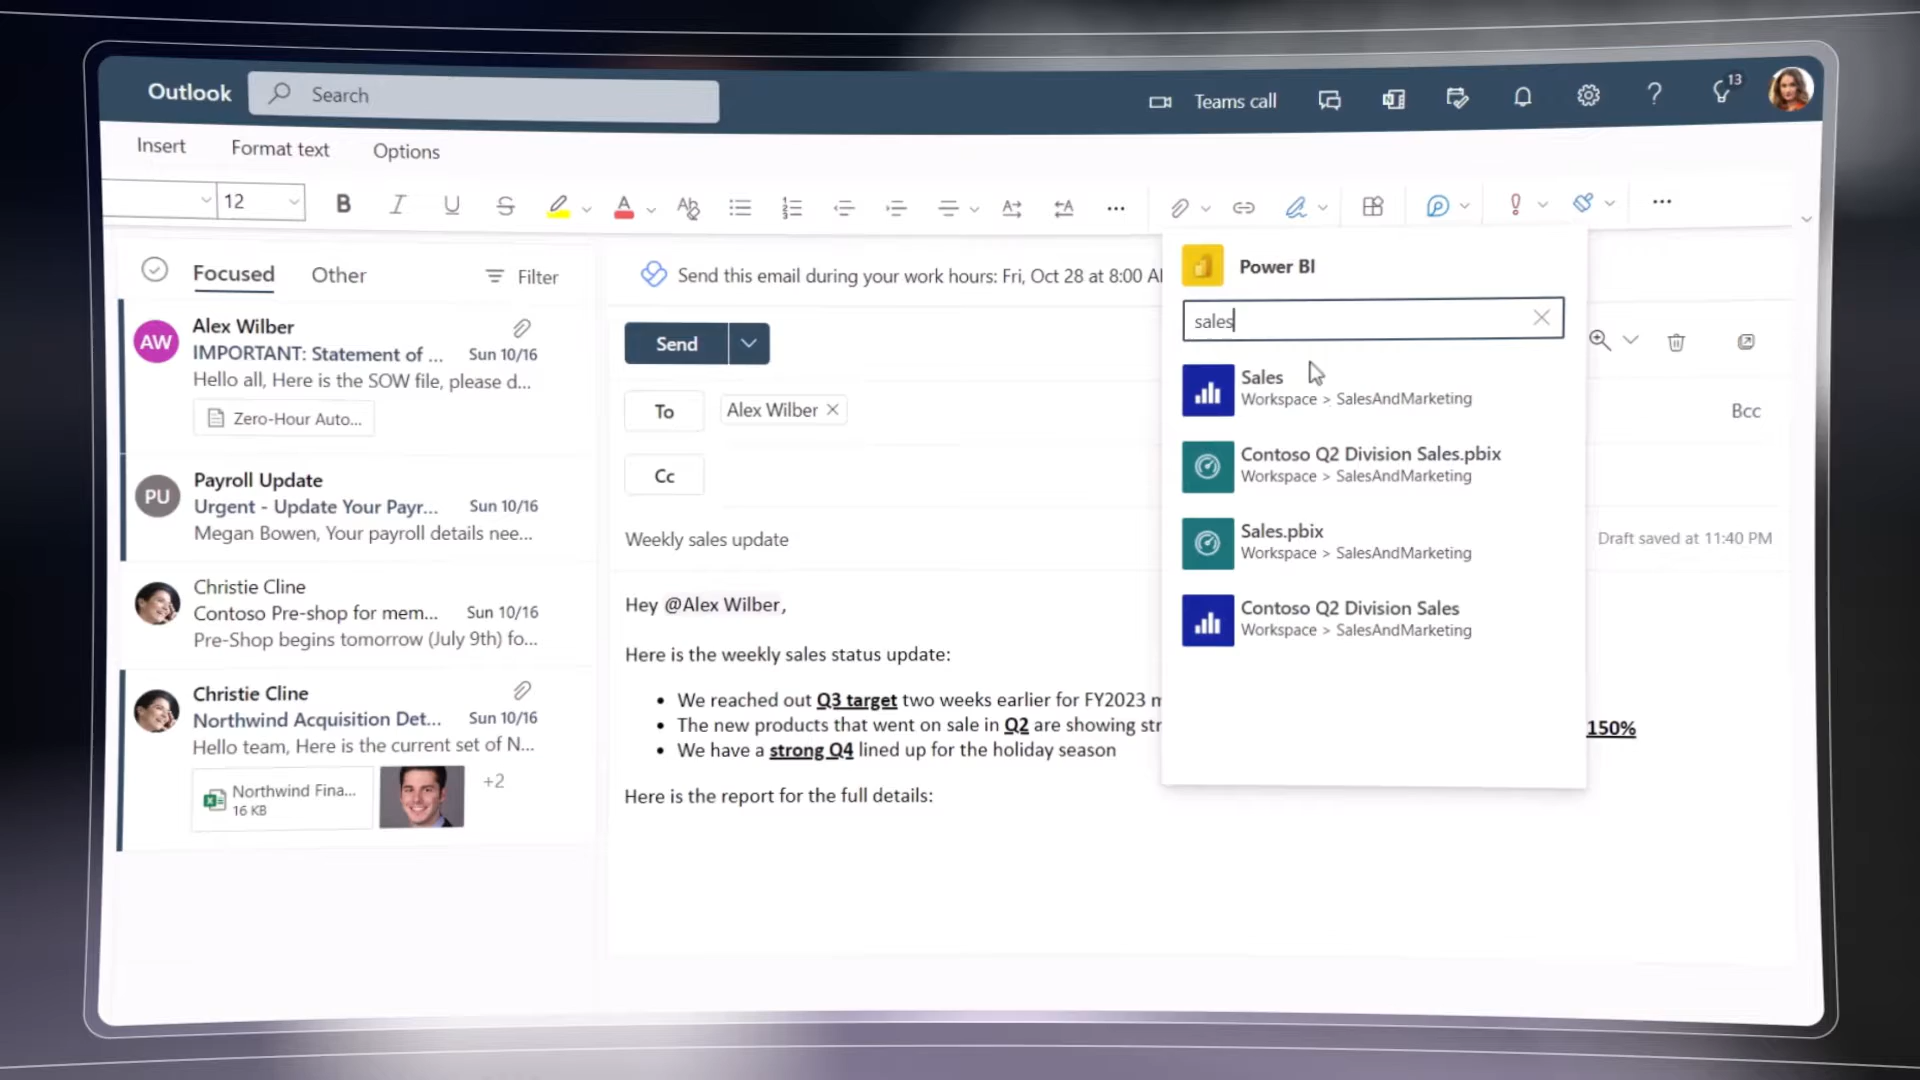 Outlook
Search
Teams call
13
Insert
Format text
Options
12
Focused
Other
Filter
AW
Alex Wilber
IMPORTANT: Statement of ...
Sun 10/16
Hello all, Here is the SOW file, please d...
Zero-Hour Auto...
PU
Payroll Update
Urgent - Update Your Payr...
Sun 10/16
Megan Bowen, Your payroll details nee...
Christie Cline
Contoso Pre-shop for mem...
Sun 10/16
Pre-Shop begins tomorrow (July 9th) fo...
Christie Cline
Northwind Acquisition Det...
Sun 10/16
Hello team, Here is the current set of N...
Northwind Fina...
16 KB
+2
Send this email during your work hours: Fri, Oct 28 at 8:00
Send
To
Alex Wilber
Bcc
Cc
Weekly sales update
Draft saved at 11:40 PM
Hey @Alex Wilber,
Here is the weekly sales status update:
• We reached out Q3 target two weeks earlier for FY2023
• The new products that went on sale in Q2 are showing
150%
• We have a strong Q4 lined up for the holiday season
Here is the report for the full details:
Power BI
sales
Sales
Workspace > SalesAndMarketing
Contoso Q2 Division Sales.pbix
Workspace > SalesAndMarketing
Sales.pbix
Workspace > SalesAndMarketing
Contoso Q2 Division Sales
Workspace > SalesAndMarketing